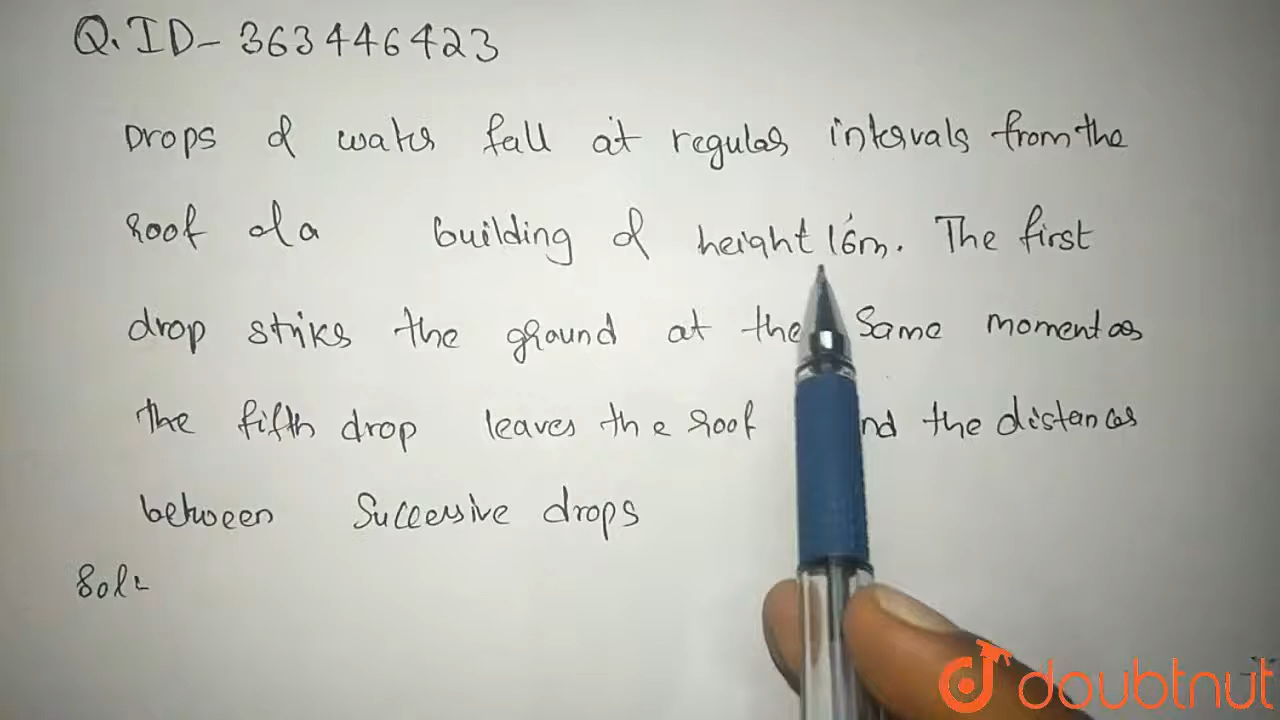 Q. ID- 363446423
Drops of water fall at regular intervals from the
roof of a building of height 16m. The first
drop strikes the ground at the same moment as
the fifth drop leaves the roof nd the distances
between successive drops
Sol:-
doubtnut